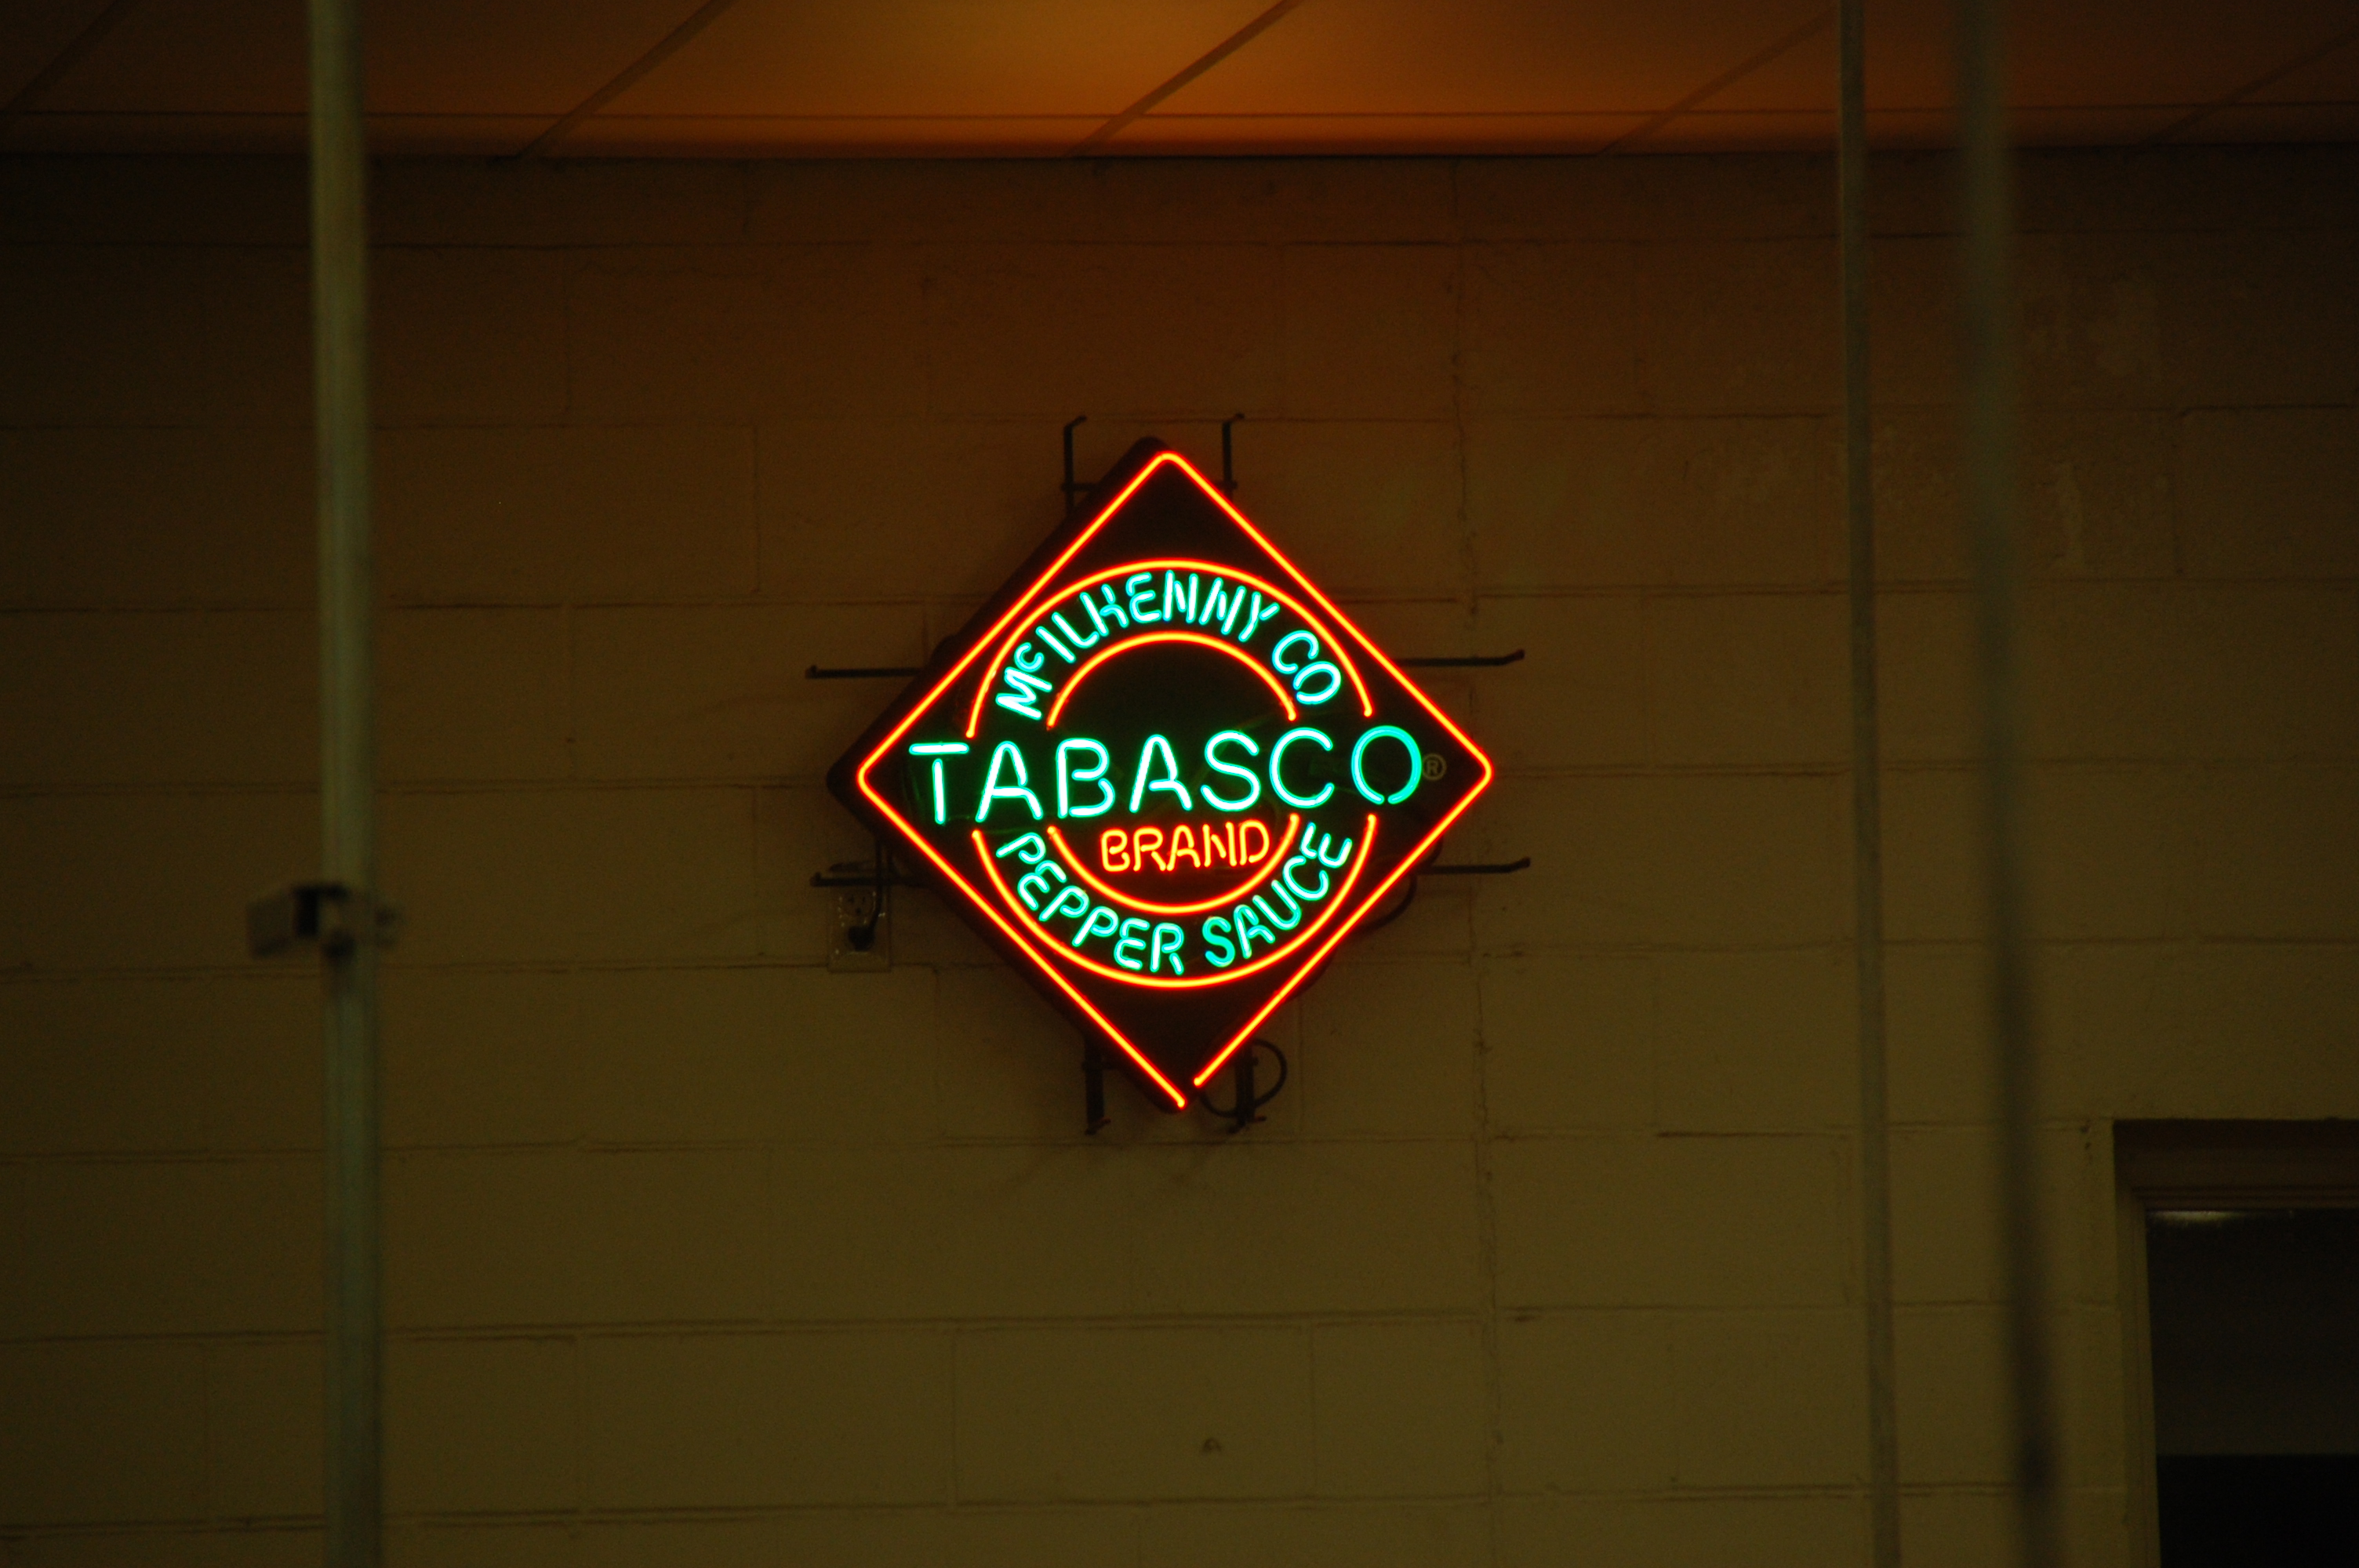 McILHENNY CO
TABASCO®
BRAND
PEPPER SAUCE